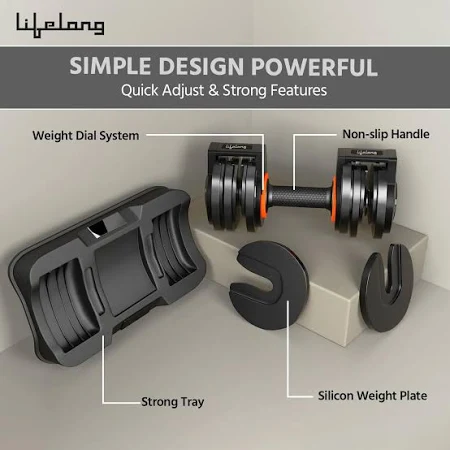 Lifelong
SIMPLE DESIGN POWERFUL
Quick Adjust & Strong Features
Weight Dial System
Non-slip Handle
Lifelong
Strong Tray
Silicon Weight Plate